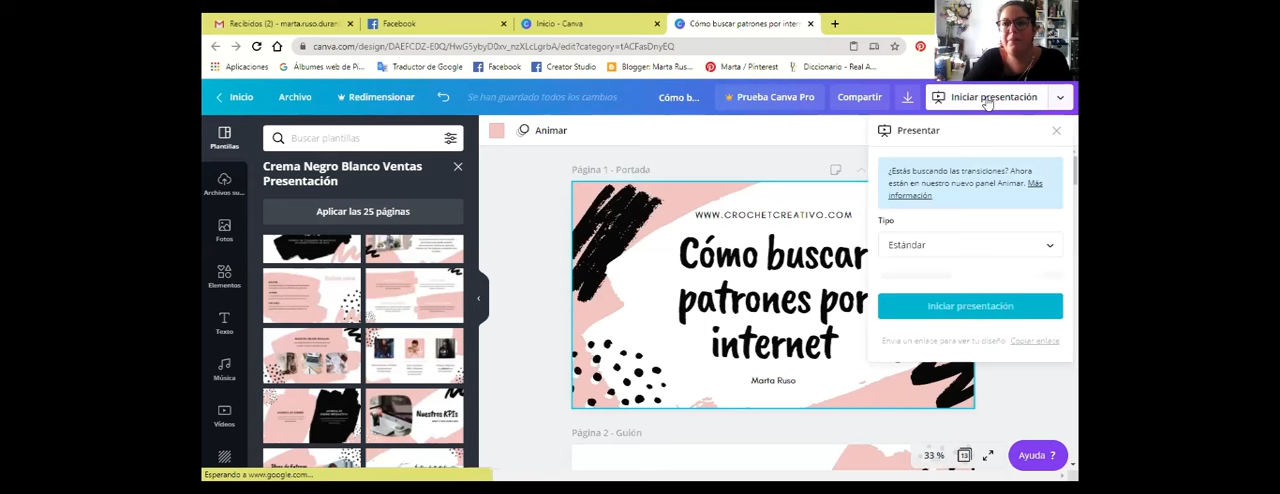 Recibidos (2) - marta.ruso.duran
Facebook
Inicio - Canva
Cómo buscar patrones por inter
canva.com/design/DAEFCDZ-E0Q/HwG5ybyD0xv_nzXLcLgrbA/edit?category=tACFasDnyEQ
Aplicaciones
Álbumes web de Pi...
Traductor de Google
Facebook
Creator Studio
Blogger: Marta Rus...
Marta / Pinterest
Diccionario - Real A...
Inicio
Archivo
Redimensionar
Se han guardado todos los cambios
Cómo b...
Prueba Canva Pro
Compartir
Iniciar presentación
Plantillas
Archivos su...
Fotos
Elementos
Texto
Música
Vídeos
Buscar plantillas
Crema Negro Blanco Ventas
Presentación
Aplicar las 25 páginas
Nuestros KPIs
Animar
Página 1 - Portada
WWW.CROCHETCREATIVO.COM
Cómo buscar
patrones por
internet
Marta Ruso
Página 2 - Guión
Presentar
¿Estás buscando las transiciones? Ahora
están en nuestro nuevo panel Animar. Más
información.
Tipo
Estándar
Iniciar presentación
Envía un enlace para ver tu diseño
Copiar enlace
33 %
13
Ayuda ?
Esperando a www.google.com...